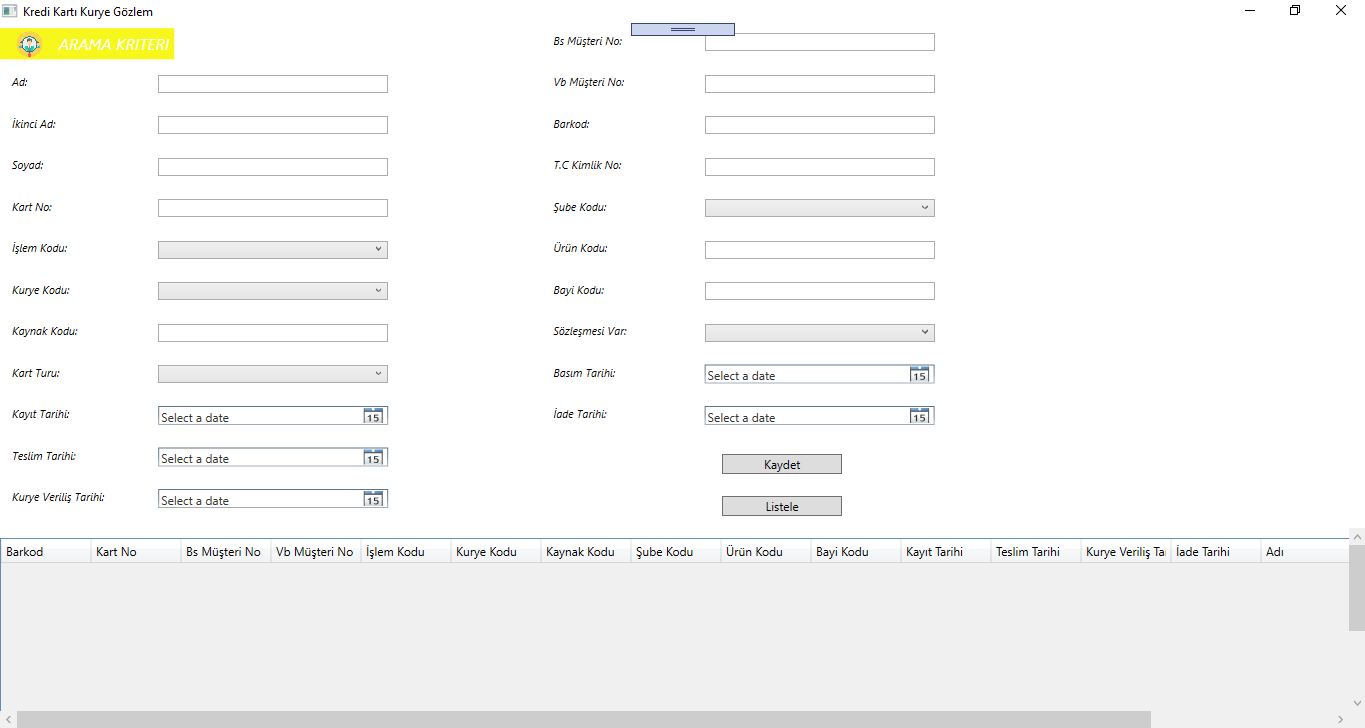 Kredi Kartı Kurye Gözlem
ARAMA KRİTERİ
Bs Müşteri No:
Ad:
Vb Müşteri No:
İkinci Ad:
Barkod:
Soyad:
T.C Kimlik No:
Kart No:
Şube Kodu:
İşlem Kodu:
Ürün Kodu:
Kurye Kodu:
Bayi Kodu:
Kaynak Kodu:
Sözleşmesi Var:
Kart Turu:
Basım Tarihi: Select a date 15
Kayıt Tarihi: Select a date 15
İade Tarihi: Select a date 15
Teslim Tarihi: Select a date 15
Kaydet
Kurye Veriliş Tarihi: Select a date 15
Listele
Barkod Kart No Bs Müşteri No Vb Müşteri No İşlem Kodu Kurye Kodu Kaynak Kodu Şube Kodu Ürün Kodu Bayi Kodu Kayıt Tarihi Teslim Tarihi Kurye Veriliş Ta İade Tarihi Adı